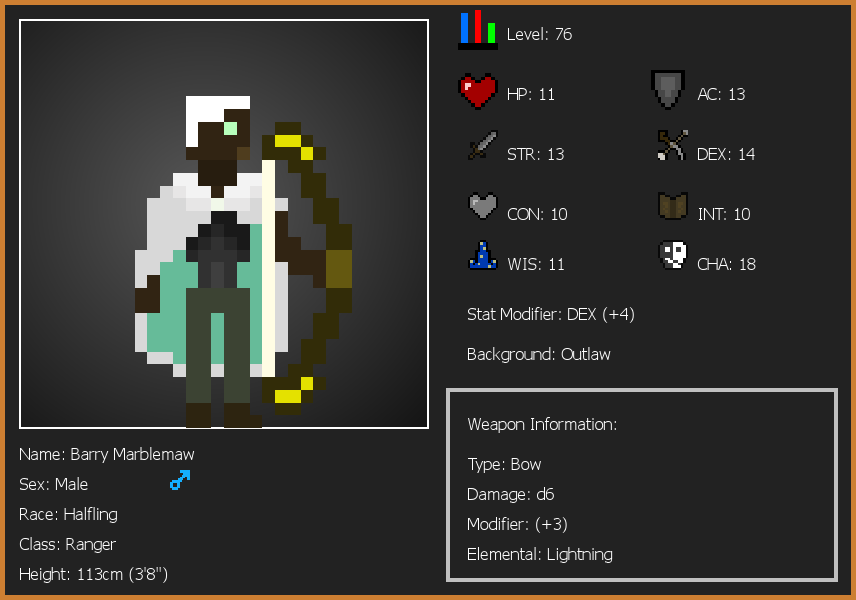 Level: 76
HP: 11
AC: 13
STR: 13
DEX: 14
CON: 10
INT: 10
WIS: 11
CHA: 18
Stat Modifier: DEX (+4)
Background: Outlaw
Weapon Information:
Type: Bow
Damage: d6
Modifier: (+3)
Elemental: Lightning
Name: Barry Marblemaw
Sex: Male
Race: Halfling
Class: Ranger
Height: 113cm (3'8")